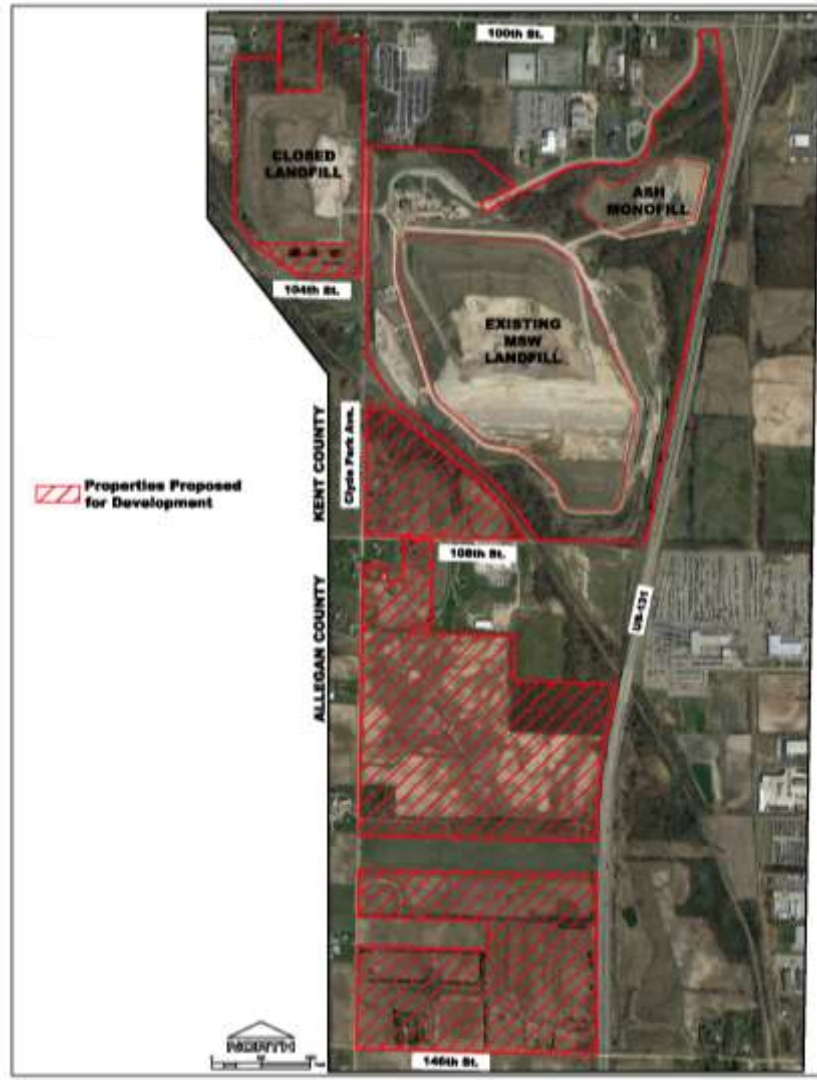 100th St.
CLOSED
LANDFILL
ASH
MONOFILL
104th St.
EXISTING
MSW
LANDFILL
KENT COUNTY
Clyde Park Ave.
Properties Proposed
for Development
108th St.
ALLEGAN COUNTY
US-131
NORTH
146th St.